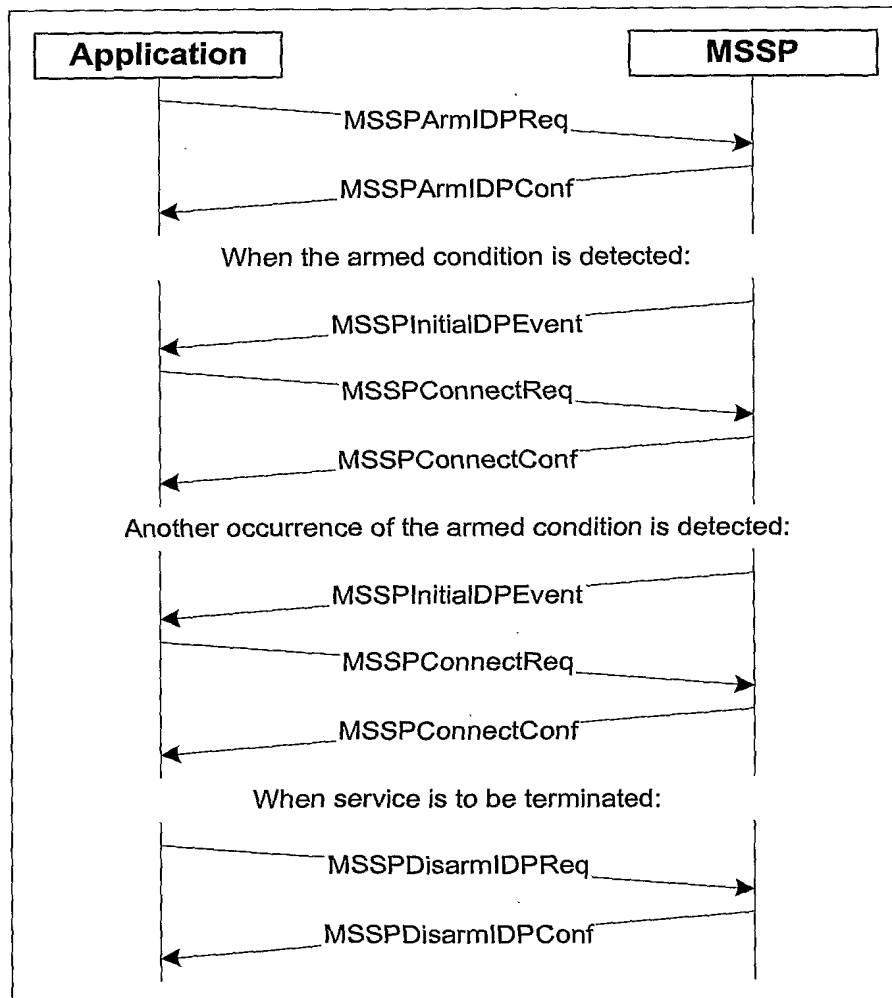 Application
MSSP
MSSPArmIDPReq
MSSPArmIDPConf
When the armed condition is detected:
MSSPInitialDPEvent
MSSPConnectReq
MSSPConnectConf
Another occurrence of the armed condition is detected:
MSSPInitialDPEvent
MSSPConnectReq
MSSPConnectConf
When service is to be terminated:
MSSPDisarmIDPReq
MSSPDisarmIDPConf